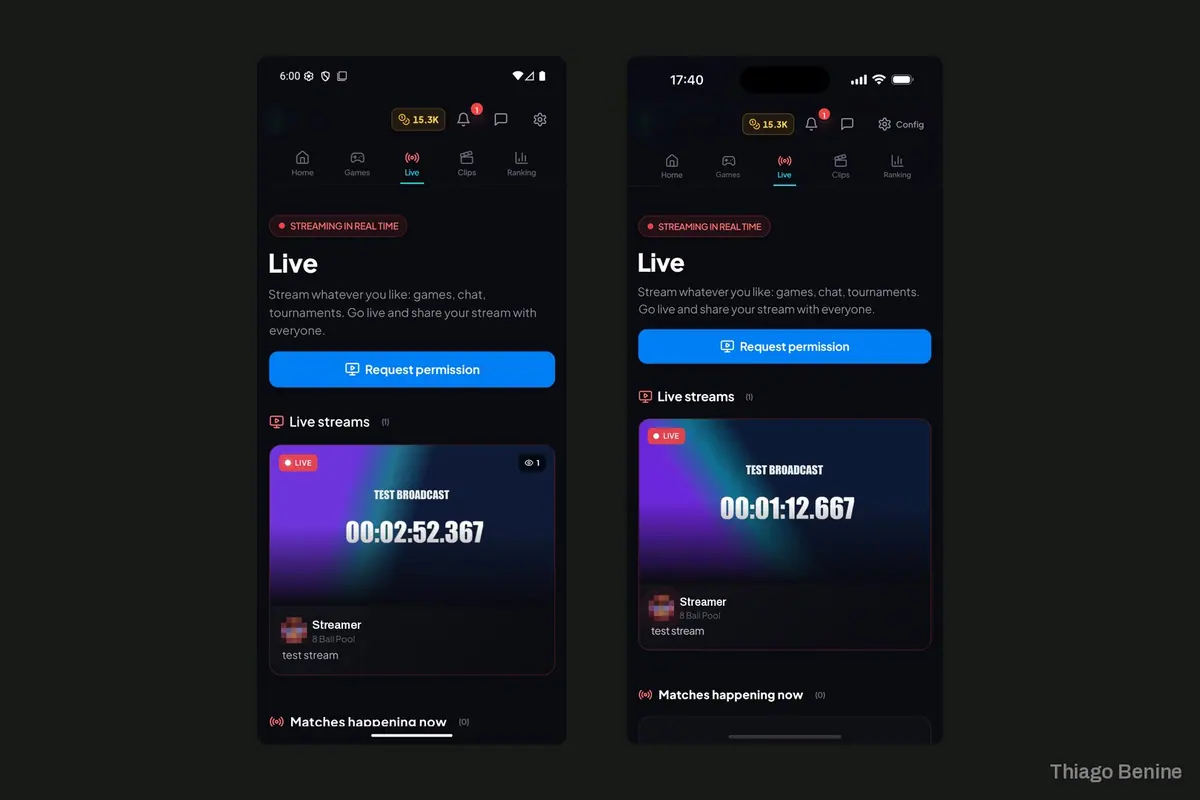 6:00
15.3K
1
Home
Games
Live
Clips
Ranking
STREAMING IN REAL TIME
Live
Stream whatever you like: games, chat,
tournaments. Go live and share your stream with
everyone.
Request permission
Live streams (1)
LIVE
1
TEST BROADCAST
00:02:52.367
Streamer
8 Ball Pool
test stream
Matches happening now (0)
17:40
15.3K
1
Config
Home
Games
Live
Clips
Ranking
STREAMING IN REAL TIME
Live
Stream whatever you like: games, chat, tournaments.
Go live and share your stream with everyone.
Request permission
Live streams (1)
LIVE
TEST BROADCAST
00:01:12.667
Streamer
8 Ball Pool
test stream
Matches happening now (0)
Thiago Benine